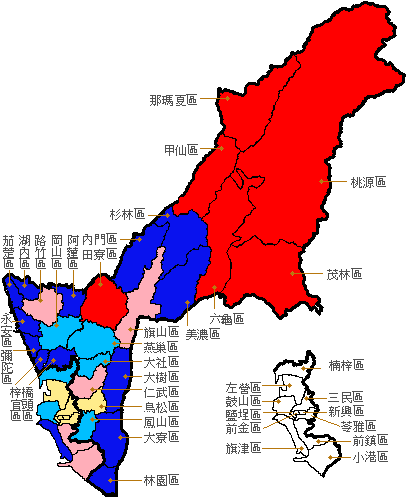 那瑪夏區
甲仙區
桃源區
杉林區
茂林區
六龜區
美濃區
內門區
田寮區
阿蓮區
岡山區
路竹區
湖內區
茄萣區
永安區
彌陀區
梓官區
橋頭區
旗山區
燕巢區
大社區
大樹區
仁武區
鳥松區
鳳山區
大寮區
林園區
楠梓區
左營區
鼓山區
鹽埕區
前金區
旗津區
三民區
新興區
苓雅區
前鎮區
小港區